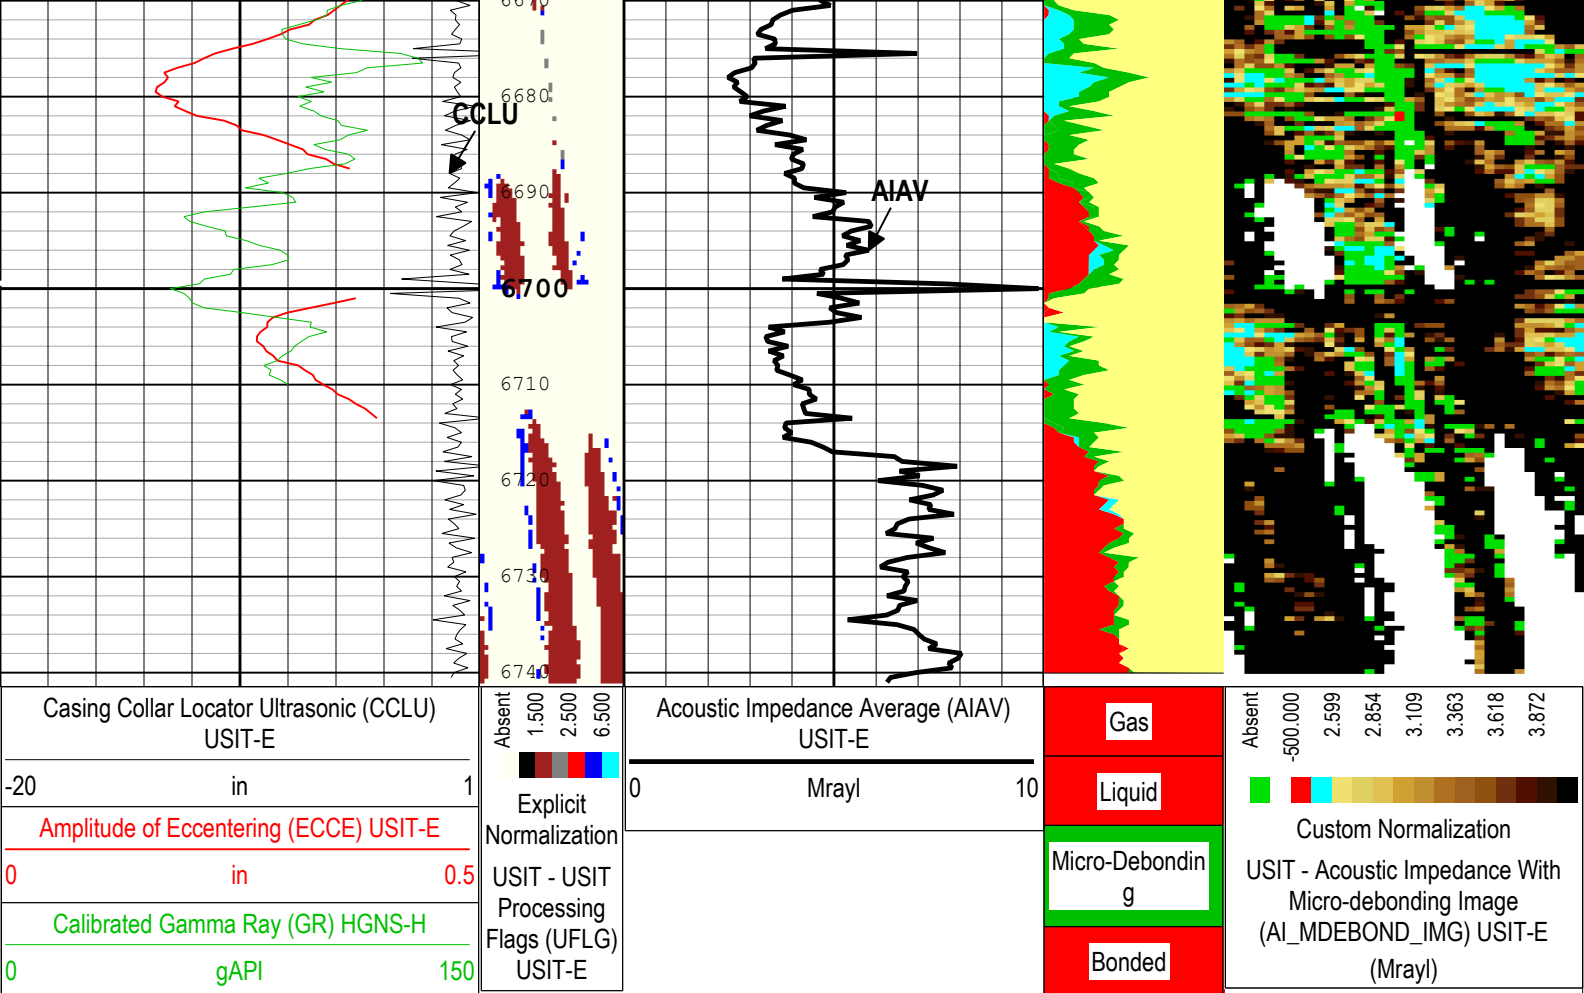 6670
6680
CCLU
6690
AIAV
6700
6710
6720
6730
6740
Casing Collar Locator Ultrasonic (CCLU)
USIT-E
-20 in 1
Amplitude of Eccentering (ECCE) USIT-E
0 in 0.5
Calibrated Gamma Ray (GR) HGNS-H
0 gAPI 150
Absent
1.500
2.500
6.500
Explicit
Normalization
USIT - USIT
Processing
Flags (UFLG)
USIT-E
Acoustic Impedance Average (AIAV)
USIT-E
0 Mrayl 10
Gas
Liquid
Micro-Debondin
g
Bonded
Absent
-500.000
2.599
2.854
3.109
3.363
3.618
3.872
Custom Normalization
USIT - Acoustic Impedance With
Micro-debonding Image
(AI_MDEBOND_IMG) USIT-E
(Mrayl)